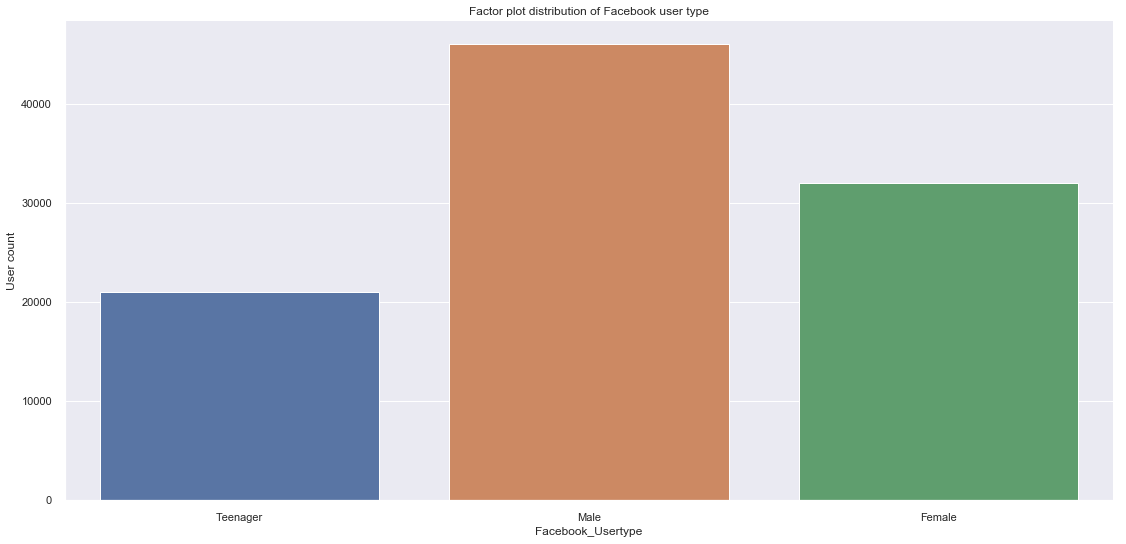 Factor plot distribution of Facebook user type
User count
40000
30000
20000
10000
0
Teenager
Male
Female
Facebook_Usertype